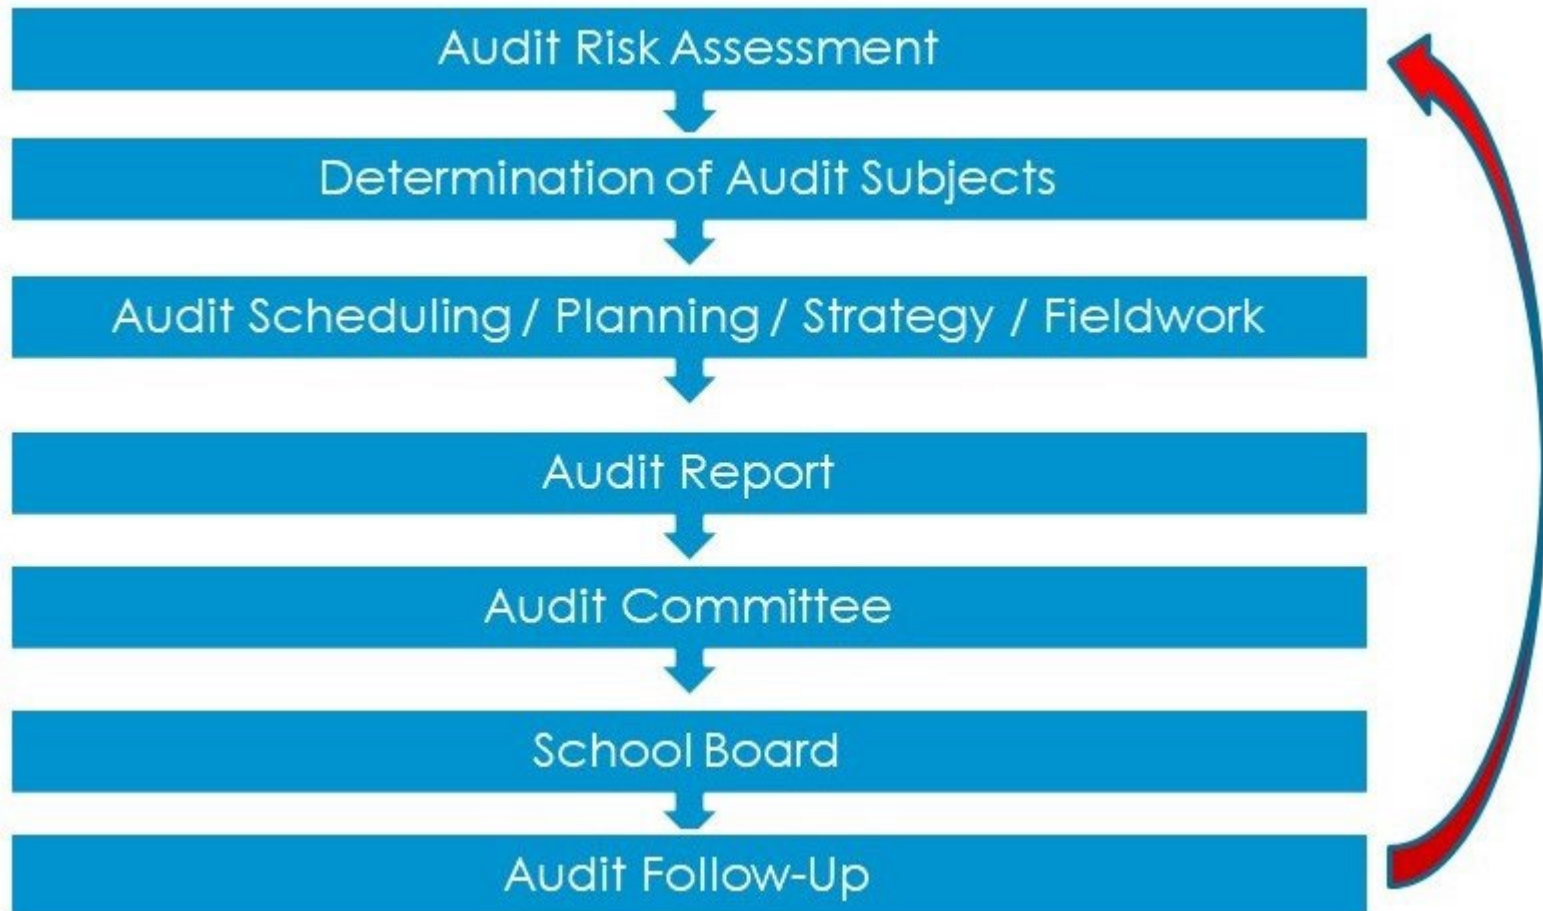 Audit Risk Assessment
Determination of Audit Subjects
Audit Scheduling / Planning / Strategy / Fieldwork
Audit Report
Audit Committee
School Board
Audit Follow-Up